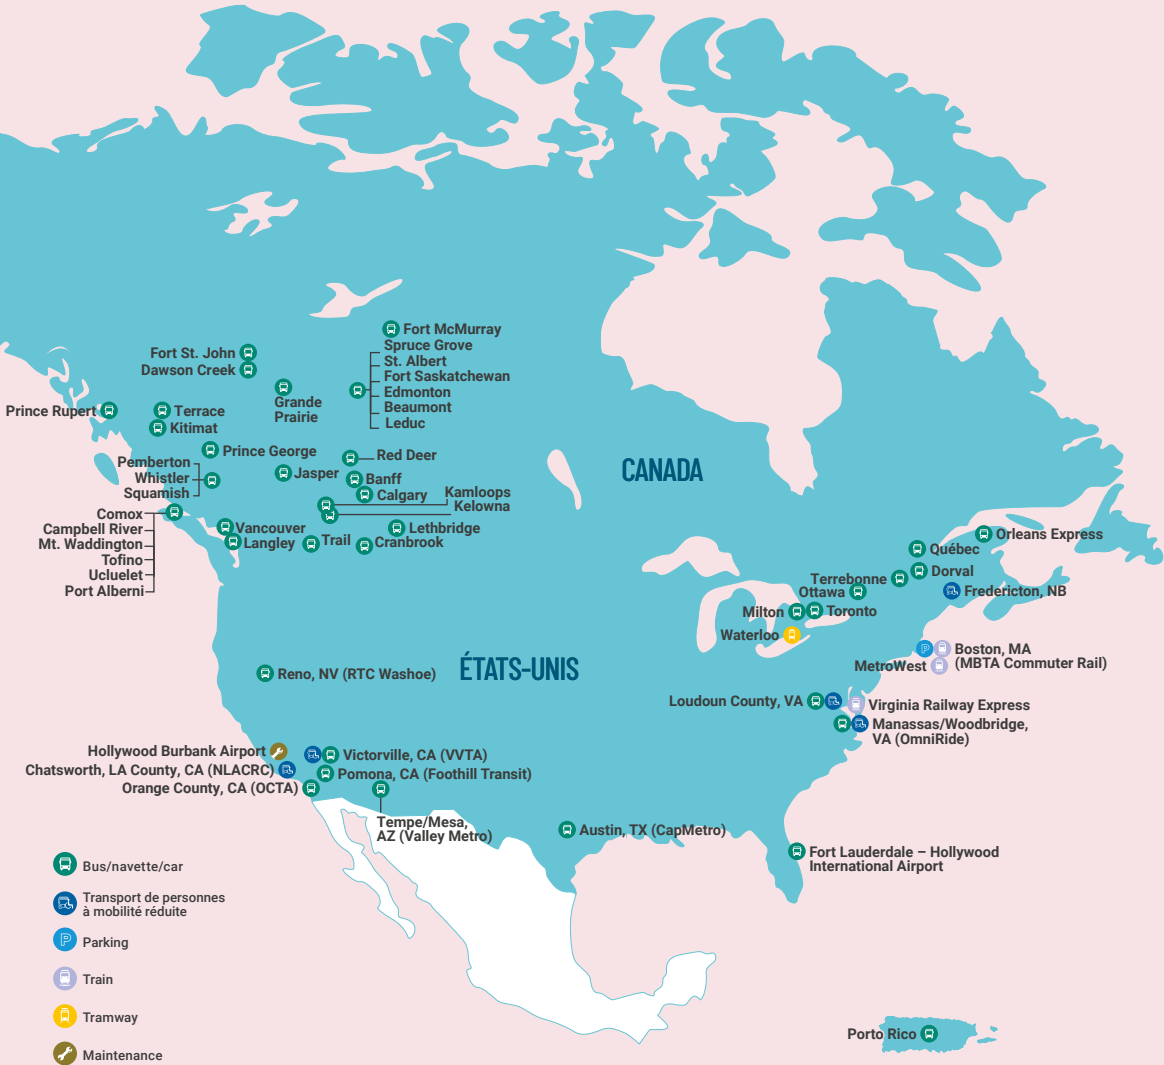 Fort McMurray
Spruce Grove
St. Albert
Fort Saskatchewan
Edmonton
Beaumont
Leduc
Fort St. John
Dawson Creek
Grande
Prairie
Prince Rupert
Terrace
Kitimat
Prince George
Pemberton
Whistler
Squamish
Red Deer
Jasper
Banff
Calgary
Kamloops
Kelowna
Comox
Campbell River
Mt. Waddington
Tofino
Ucluelet
Port Alberni
Vancouver
Langley
Trail
Cranbrook
Lethbridge
CANADA
Orleans Express
Québec
Dorval
Terrebonne
Ottawa
Fredericton, NB
Milton
Toronto
Waterloo
P
Boston, MA
(MBTA Commuter Rail)
MetroWest
ÉTATS-UNIS
Reno, NV (RTC Washoe)
Loudoun County, VA
Virginia Railway Express
Manassas/Woodbridge,
VA (OmniRide)
Hollywood Burbank Airport
Chatsworth, LA County, CA (NLACRC)
Orange County, CA (OCTA)
Victorville, CA (VVTA)
Pomona, CA (Foothill Transit)
Tempe/Mesa,
AZ (Valley Metro)
Austin, TX (CapMetro)
Fort Lauderdale – Hollywood
International Airport
Porto Rico
Bus/navette/car
Transport de personnes
à mobilité réduite
P
Parking
Train
Tramway
Maintenance